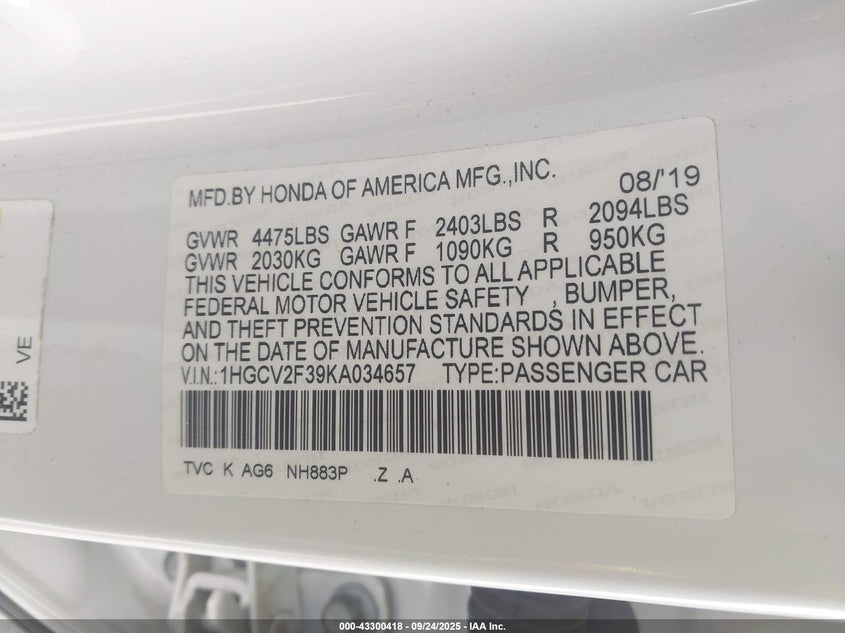 MFD.BY HONDA OF AMERICA MFG.,INC. 08/'19
GVWR 4475LBS GAWR F 2403LBS R 2094LBS
GVWR 2030KG GAWR F 1090KG R 950KG
THIS VEHICLE CONFORMS TO ALL APPLICABLE
FEDERAL MOTOR VEHICLE SAFETY , BUMPER,
AND THEFT PREVENTION STANDARDS IN EFFECT
ON THE DATE OF MANUFACTURE SHOWN ABOVE.
V.I.N.:1HGCV2F39KA034657 TYPE:PASSENGER CAR
TVC K AG6 NH883P .Z .A
VE
000-43300418 - 09/24/2025 - IAA Inc.